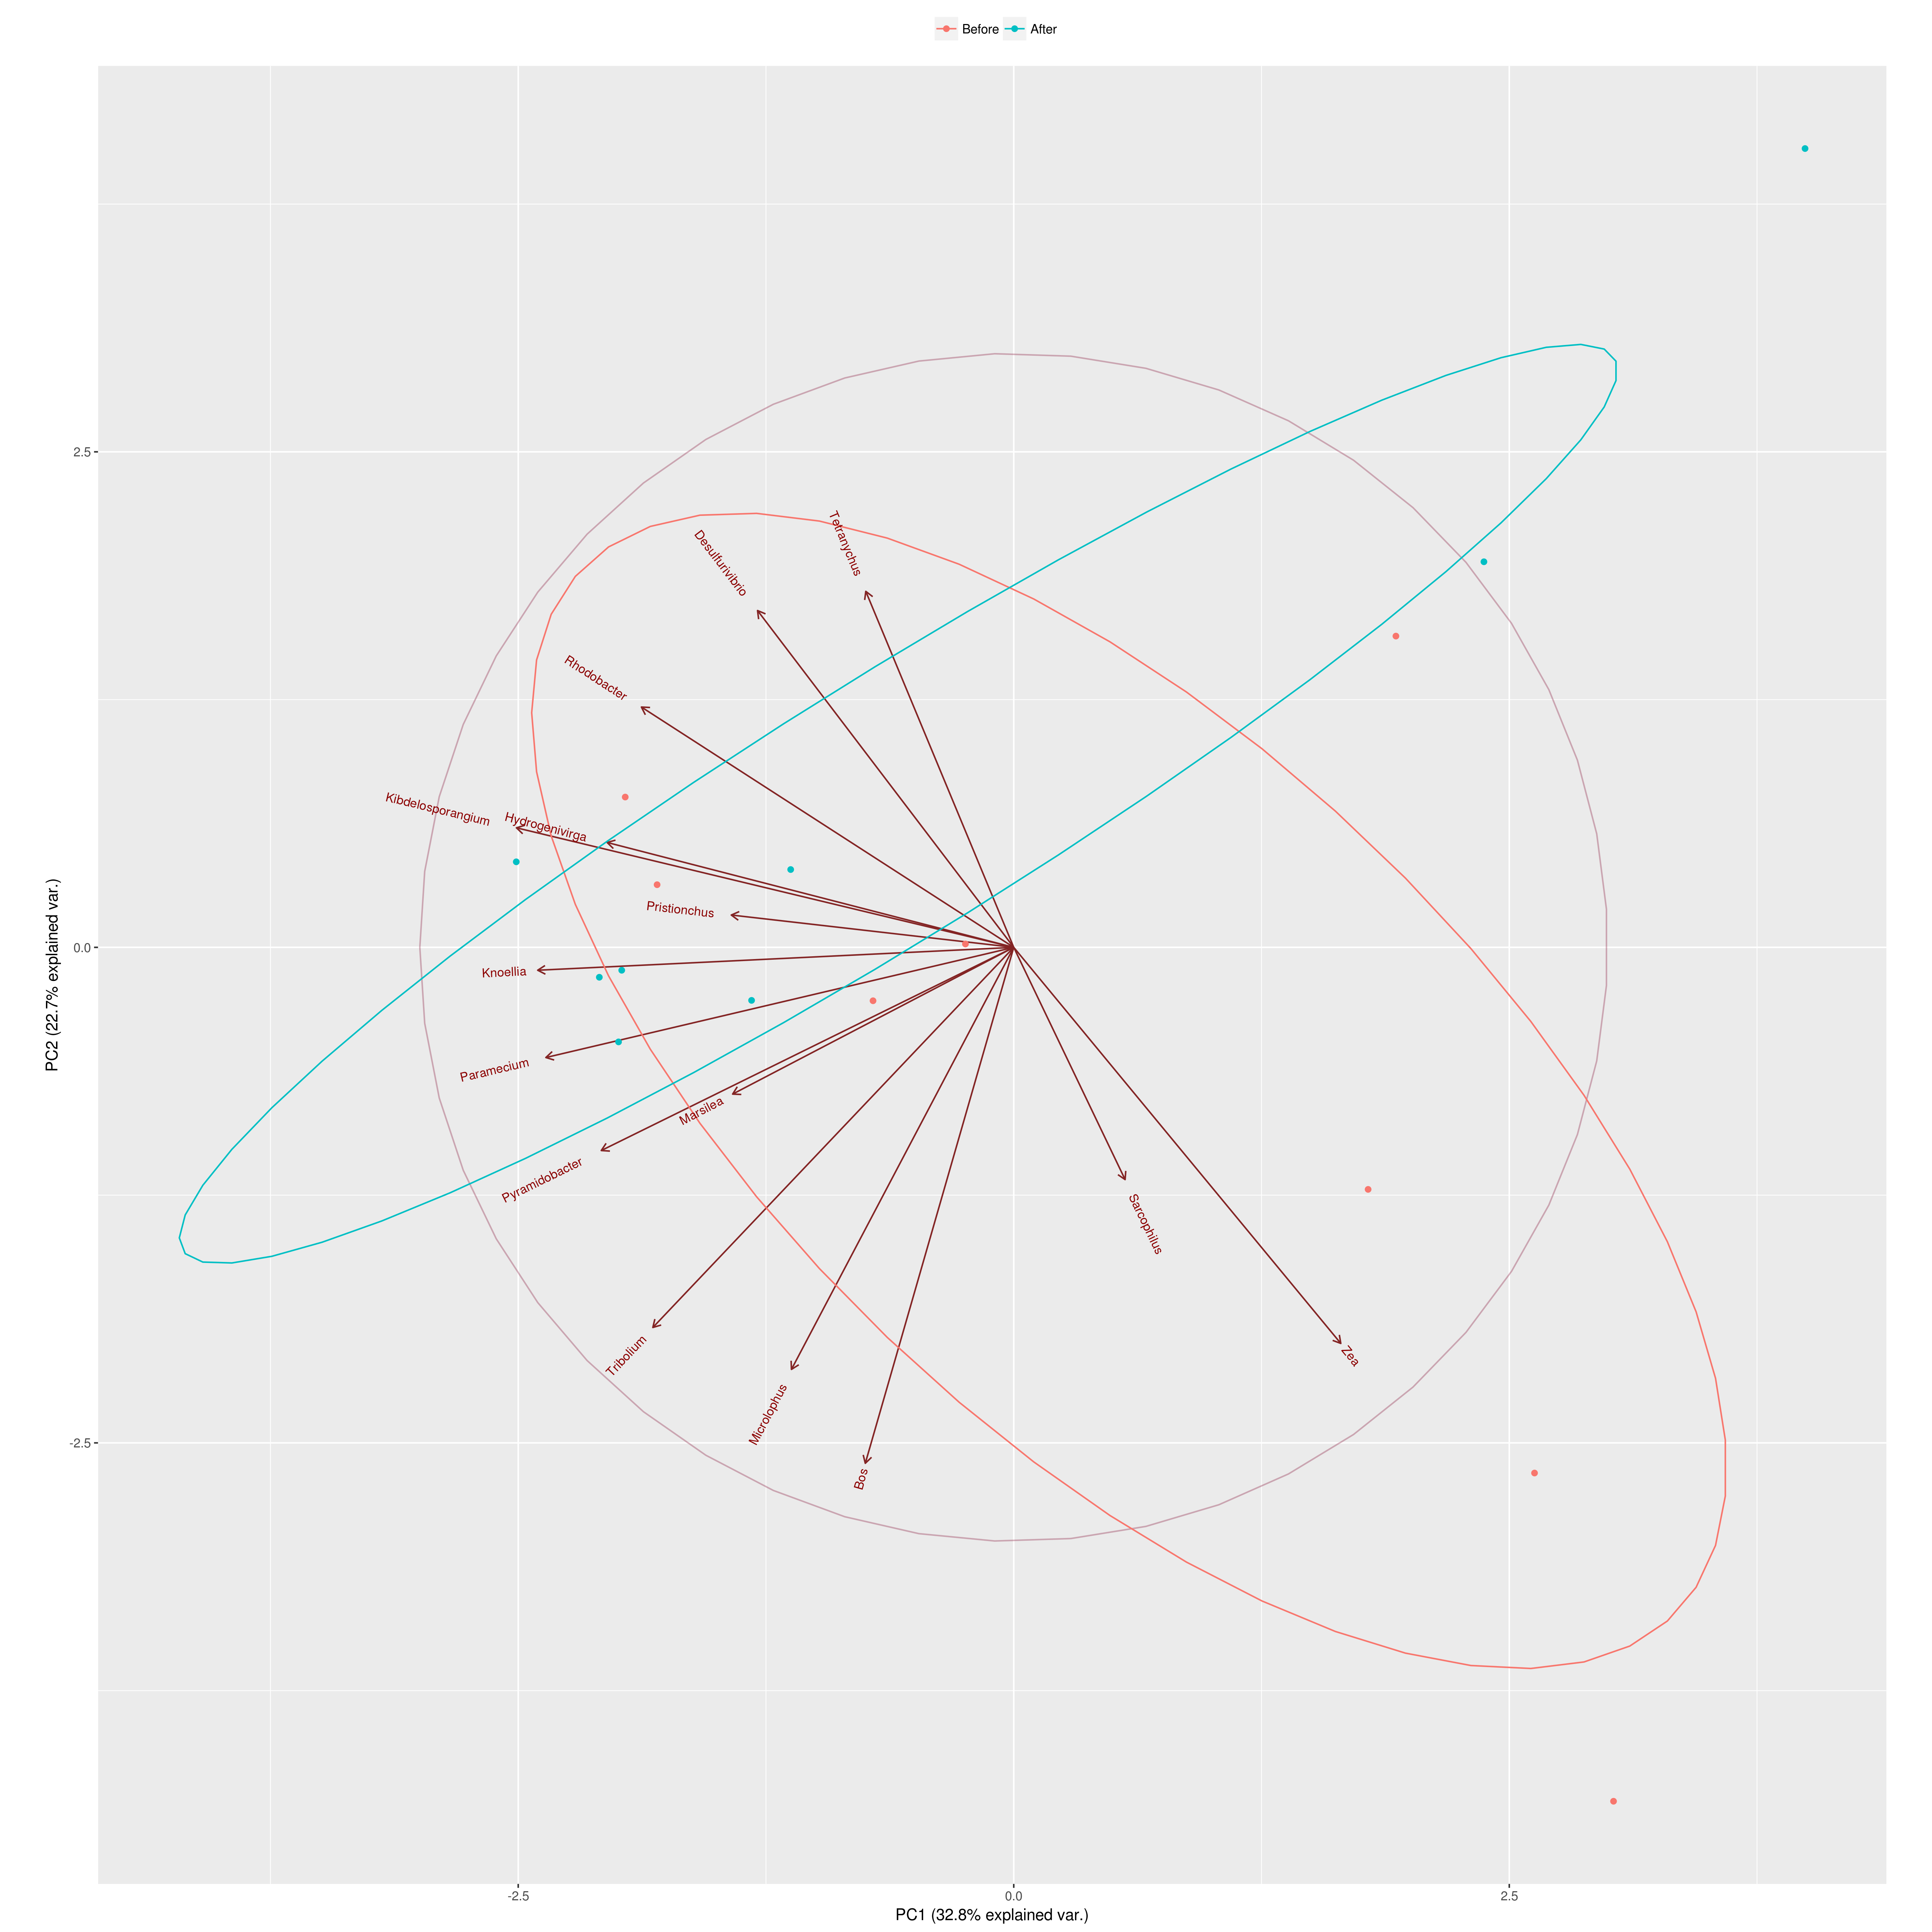 Before After
Tetranychus
Desulfurivibrio
Rhodobacter
Kibdelosporangium
Hydrogenivirga
Pristionchus
Knoellia
Paramecium
Marsilea
Pyramidobacter
Sarcophilus
Tribolium
Zea
Microlophus
Bos
2.5
0.0
-2.5
PC2 (22.7% explained var.)
-2.5 0.0 2.5
PC1 (32.8% explained var.)